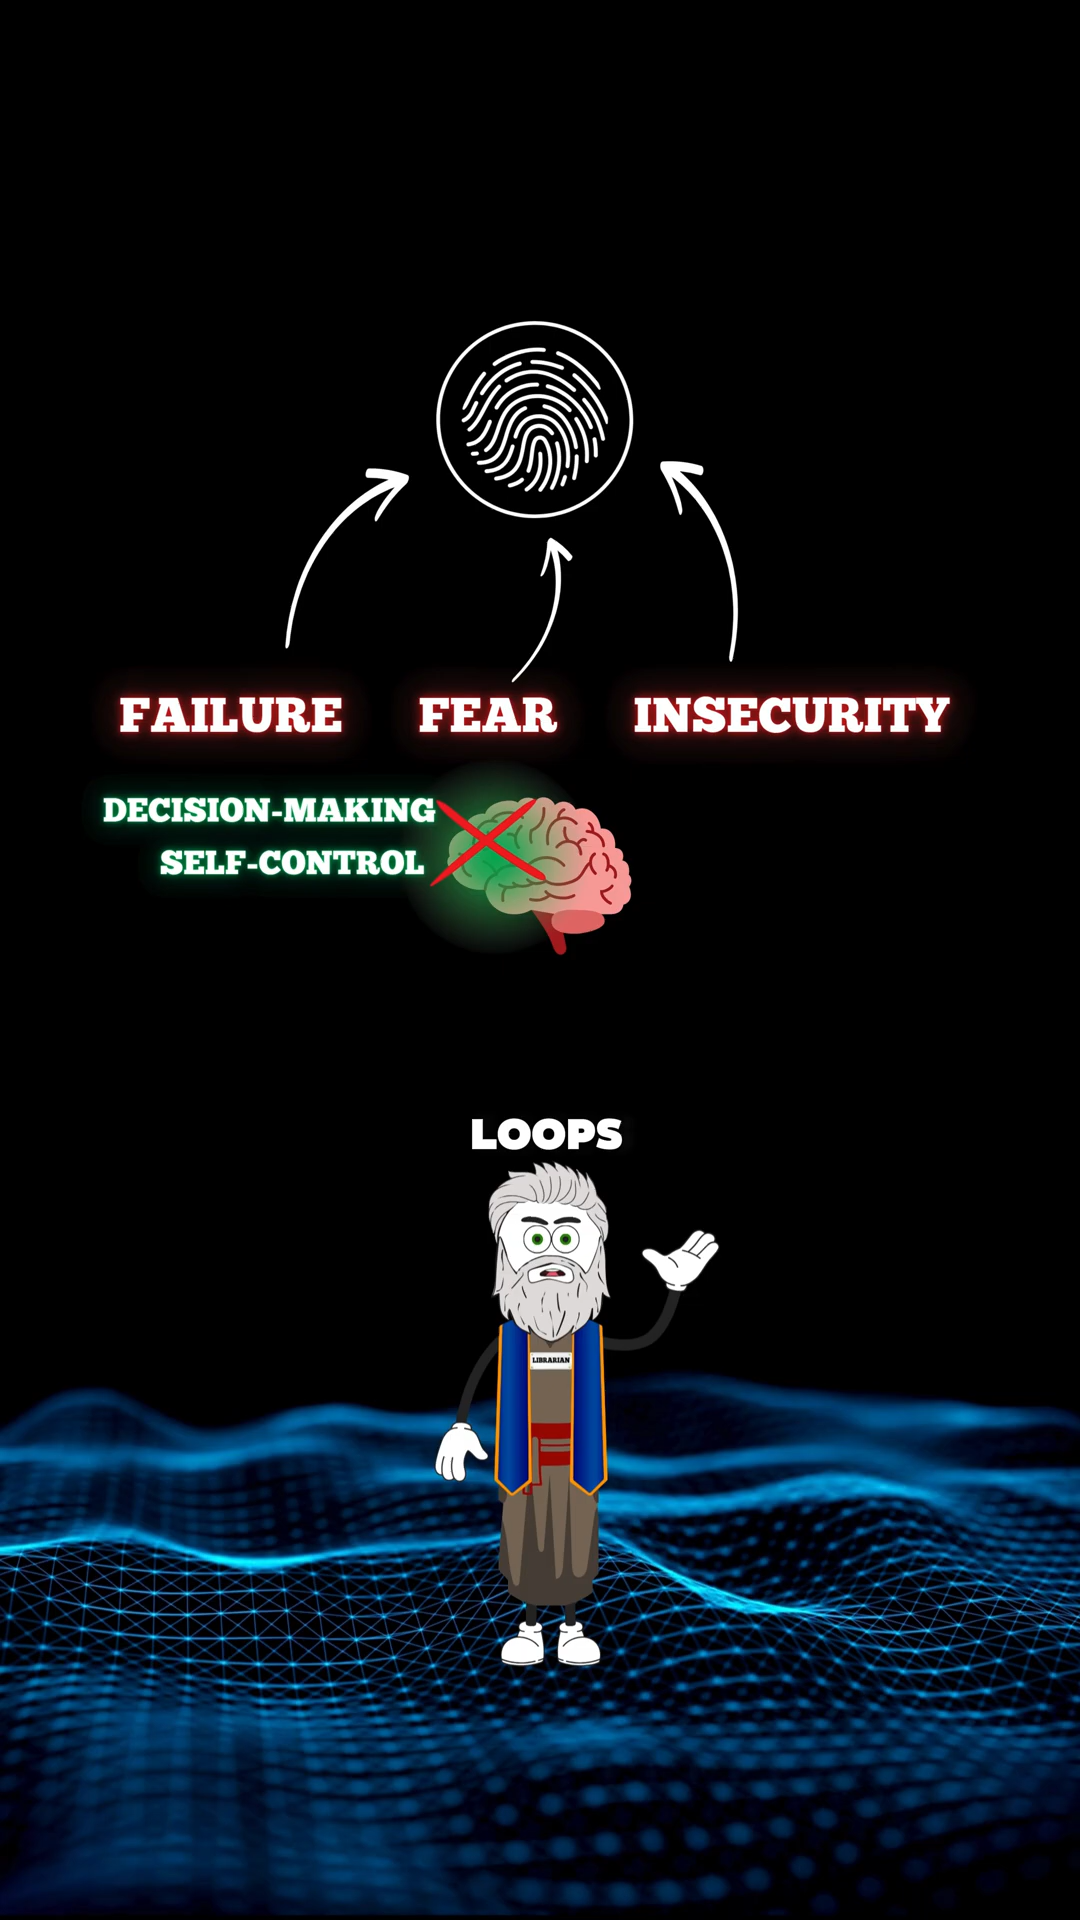 FAILURE FEAR INSECURITY
DECISION-MAKING
SELF-CONTROL
LOOPS
LIBRARIAN